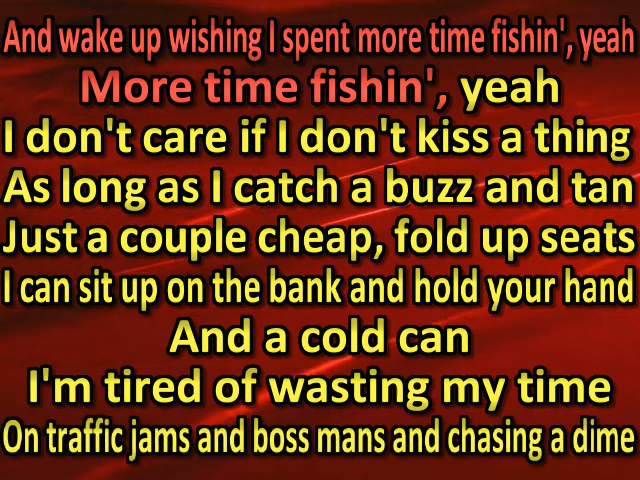 And wake up wishing I spent more time fishin', yeah
More time fishin', yeah
I don't care if I don't kiss a thing
As long as I catch a buzz and tan
Just a couple cheap, fold up seats
I can sit up on the bank and hold your hand
And a cold can
I'm tired of wasting my time
On traffic jams and boss mans and chasing a dime